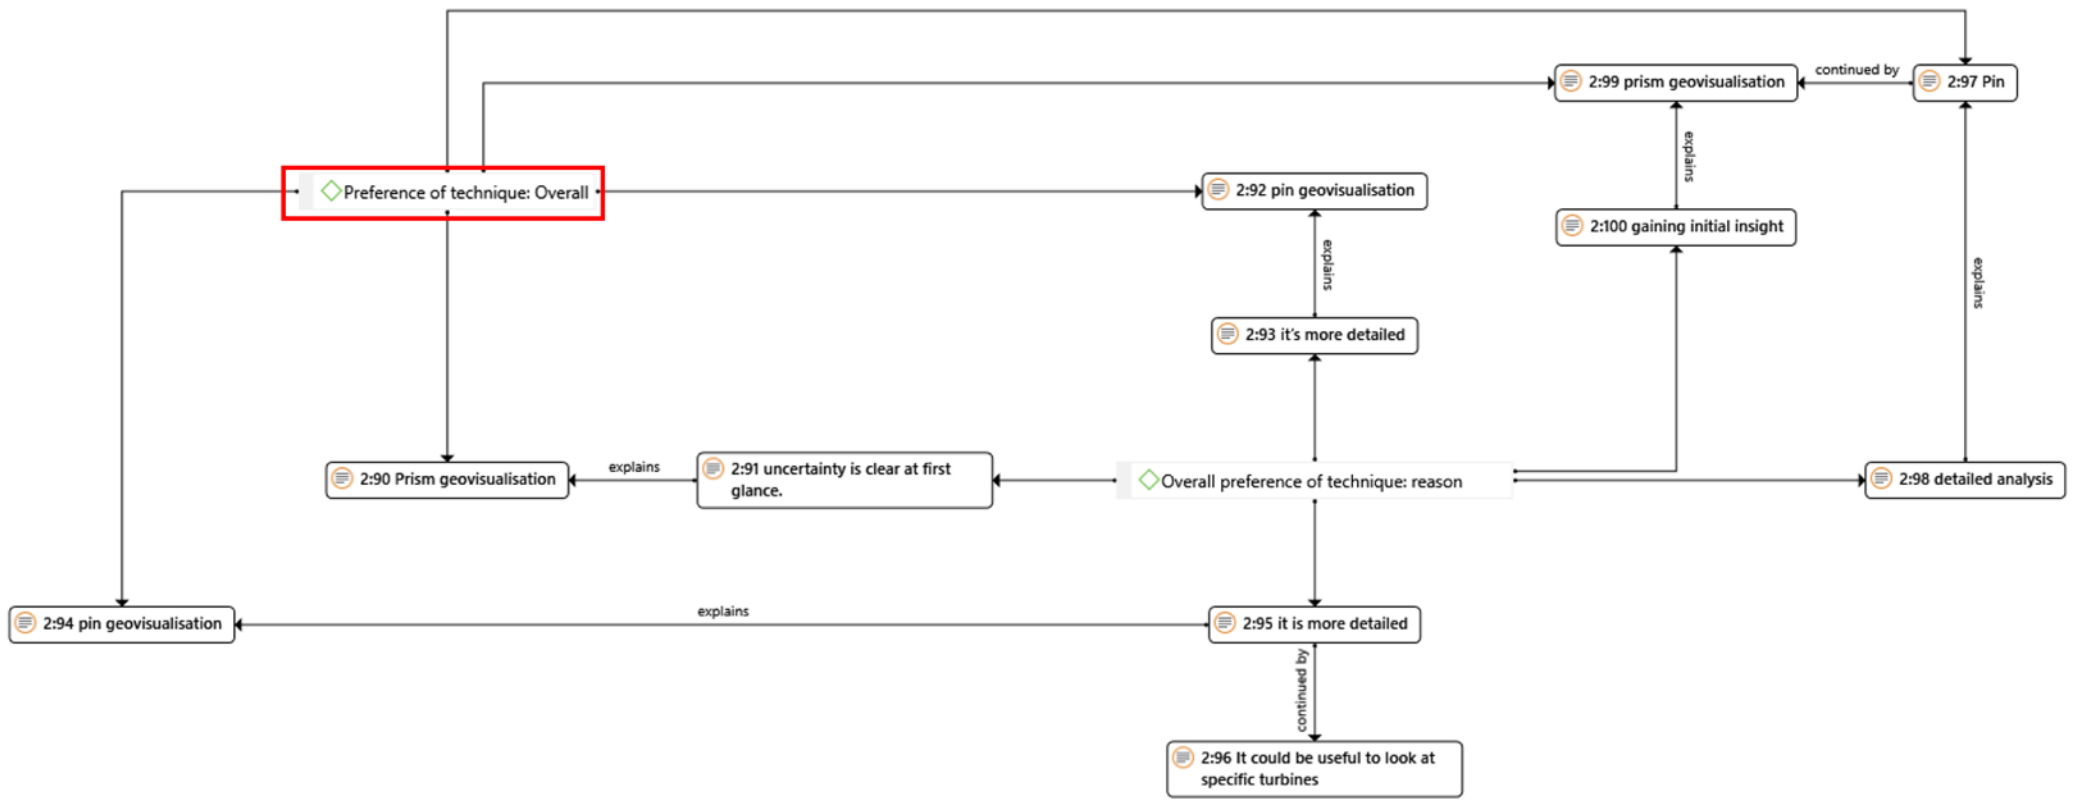 continued by
2:99 prism geovisualisation
2:97 Pin
explains
Preference of technique: Overall
2:92 pin geovisualisation
2:100 gaining initial insight
explains
explains
2:93 it's more detailed
2:90 Prism geovisualisation
explains
2:91 uncertainty is clear at first
glance.
Overall preference of technique: reason
2:98 detailed analysis
2:94 pin geovisualisation
explains
2:95 it is more detailed
continued by
2:96 It could be useful to look at
specific turbines